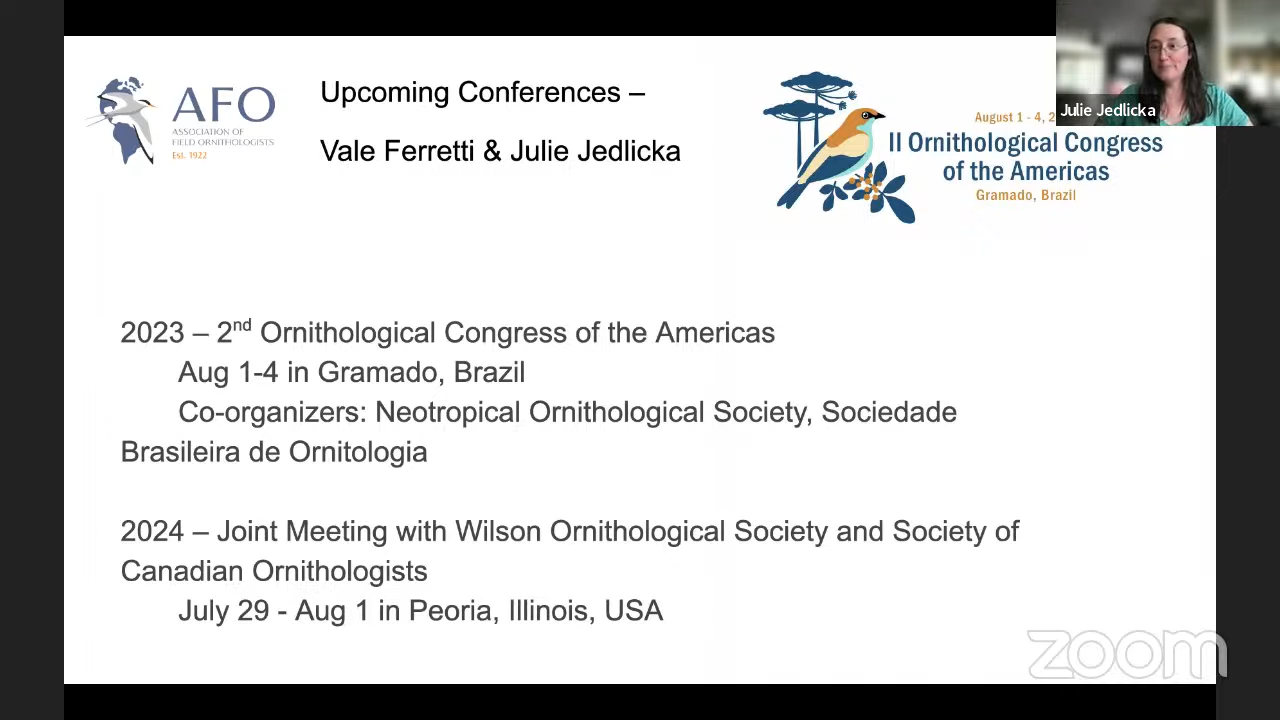 AFO
ASSOCIATION OF
FIELD ORNITHOLOGISTS
Est. 1922
Upcoming Conferences –
Vale Ferretti & Julie Jedlicka
August 1 - 4, 2
II Ornithological Congress
of the Americas
Gramado, Brazil
Julie Jedlicka
2023 – 2nd Ornithological Congress of the Americas
Aug 1-4 in Gramado, Brazil
Co-organizers: Neotropical Ornithological Society, Sociedade
Brasileira de Ornitologia
2024 – Joint Meeting with Wilson Ornithological Society and Society of
Canadian Ornithologists
July 29 - Aug 1 in Peoria, Illinois, USA
zoom